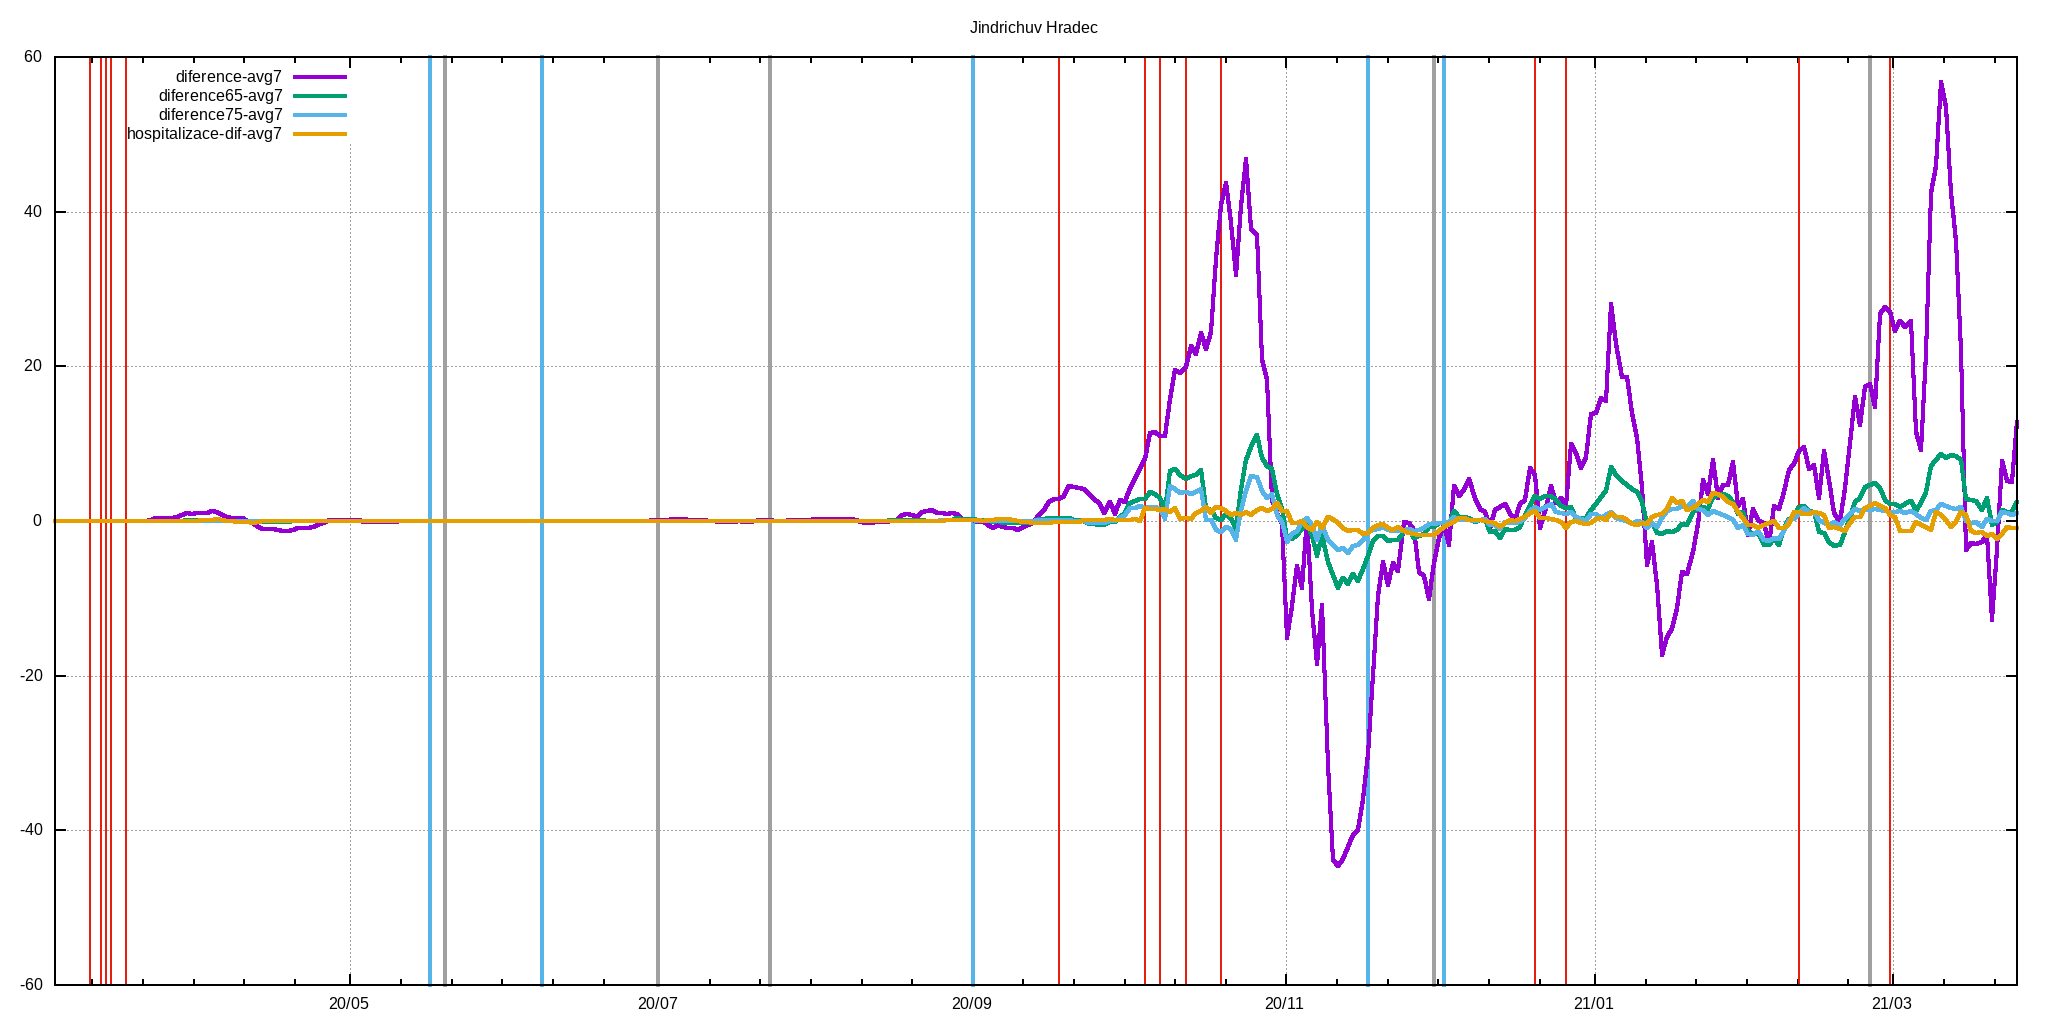 Jindrichuv Hradec
60
40
20
0
-20
-40
-60
diference-avg7
diference65-avg7
diference75-avg7
hospitalizace-dif-avg7
20/05
20/07
20/09
20/11
21/01
21/03